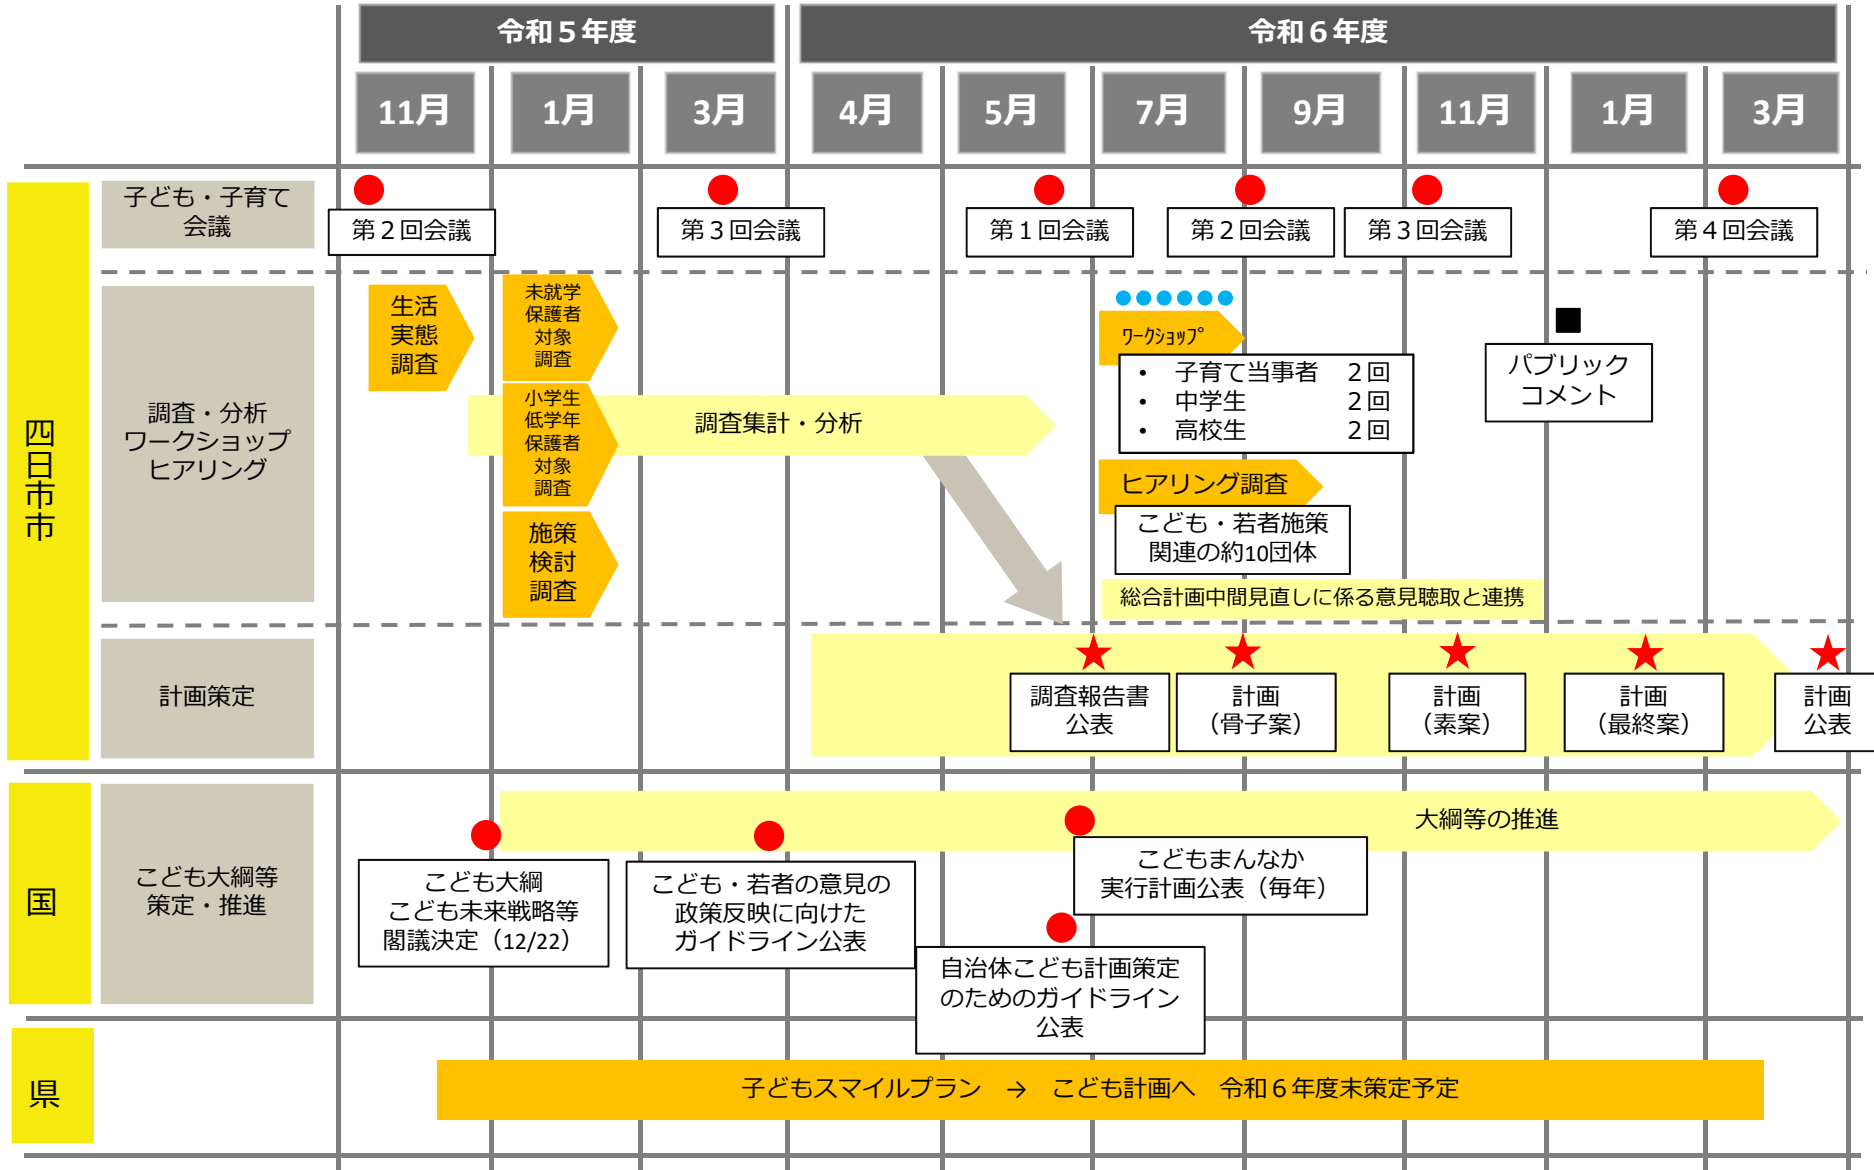 令和５年度
令和６年度
11月
1月
3月
4月
5月
7月
9月
11月
1月
3月
四日市市
子ども・子育て
会議
第２回会議
第３回会議
第１回会議
第２回会議
第３回会議
第４回会議
調査・分析
ワークショップ
ヒアリング
生活
実態
調査
未就学
保護者
対象
調査
小学生
低学年
保護者
対象
調査
施策
検討
調査
調査集計・分析
ﾜｰｸｼｮｯﾌﾟ
• 子育て当事者　２回
• 中学生　２回
• 高校生　２回
ヒアリング調査
こども・若者施策
関連の約10団体
総合計画中間見直しに係る意見聴取と連携
パブリック
コメント
計画策定
調査報告書
公表
計画
（骨子案）
計画
（素案）
計画
（最終案）
計画
公表
国
こども大綱等
策定・推進
大綱等の推進
こども大綱
こども未来戦略等
閣議決定（12/22）
こども・若者の意見の
政策反映に向けた
ガイドライン公表
こどもまんなか
実行計画公表（毎年）
自治体こども計画策定
のためのガイドライン
公表
県
子どもスマイルプラン　→　こども計画へ　令和６年度末策定予定